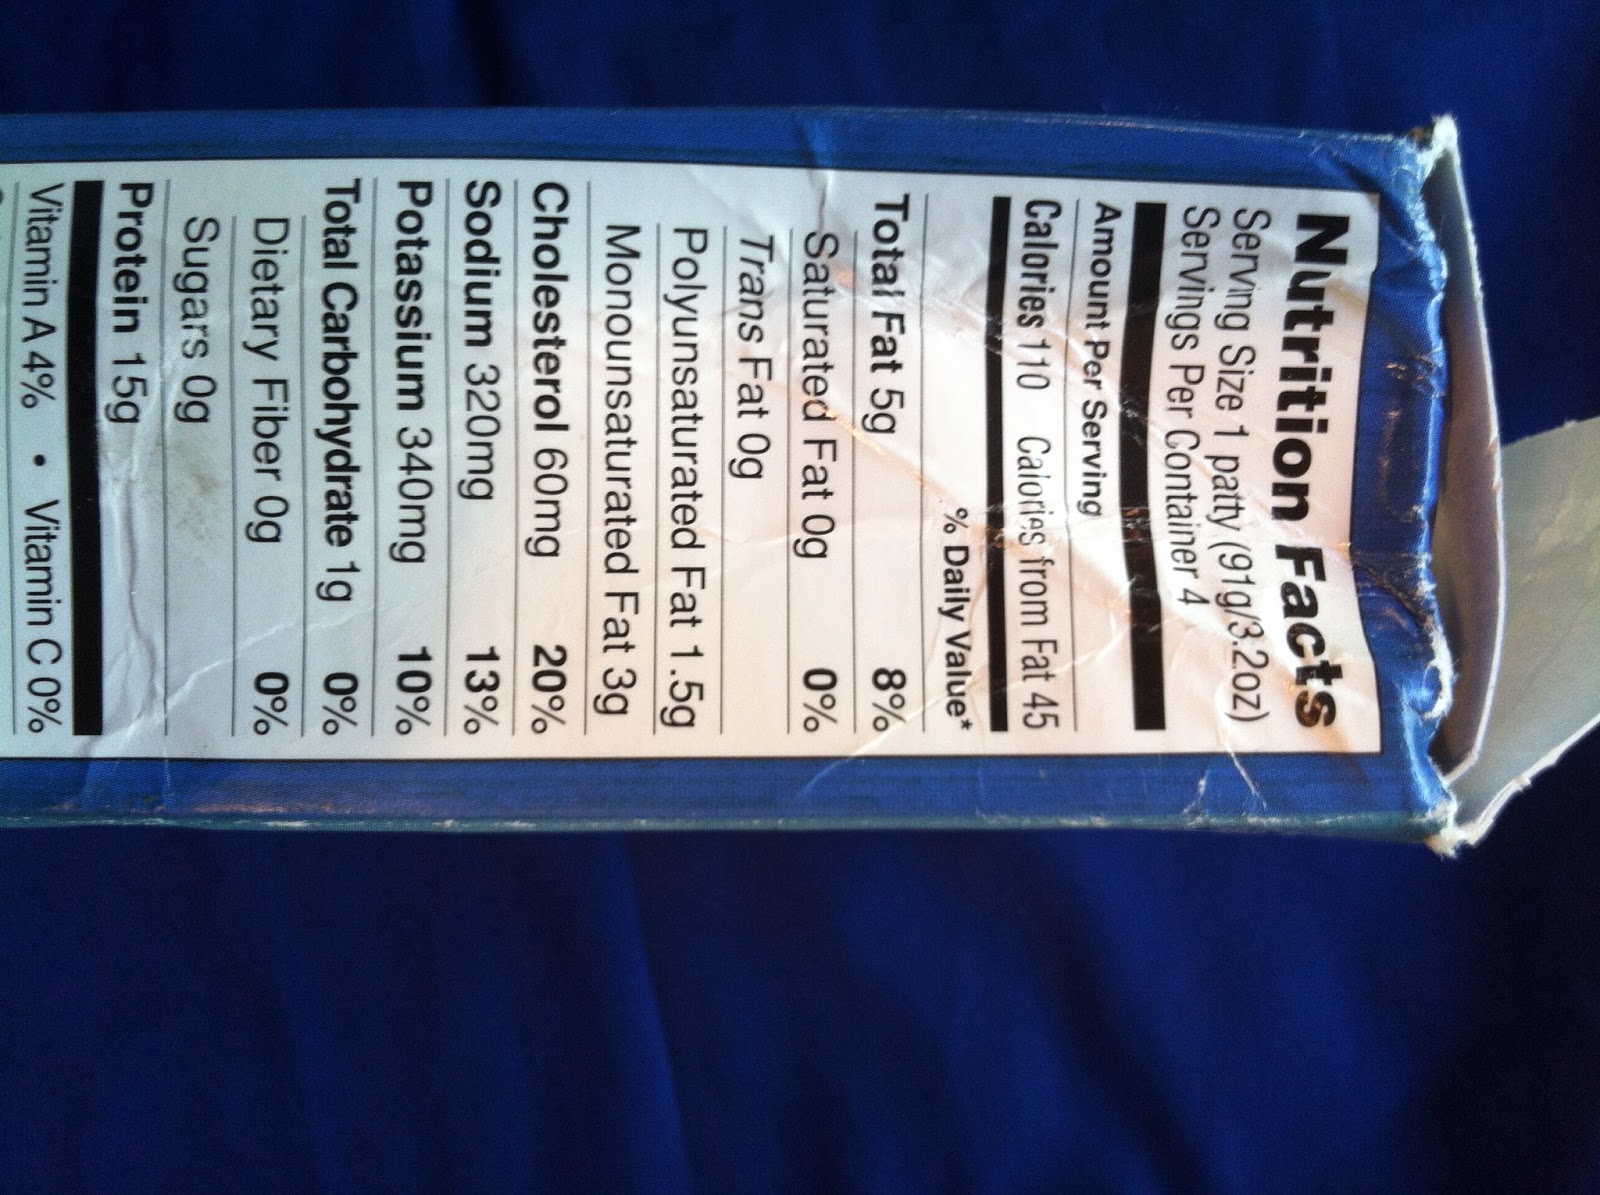 Nutrition Facts
Serving Size 1 patty (91g/3.2oz)
Servings Per Container 4
Amount Per Serving
Calories 110 Calories from Fat 45
% Daily Value*
Total Fat 5g 8%
Saturated Fat 0g 0%
Trans Fat 0g
Polyunsaturated Fat 1.5g
Monounsaturated Fat 3g
Cholesterol 60mg 20%
Sodium 320mg 13%
Potassium 340mg 10%
Total Carbohydrate 1g 0%
Dietary Fiber 0g 0%
Sugars 0g
Protein 15g
Vitamin A 4% • Vitamin C 0%